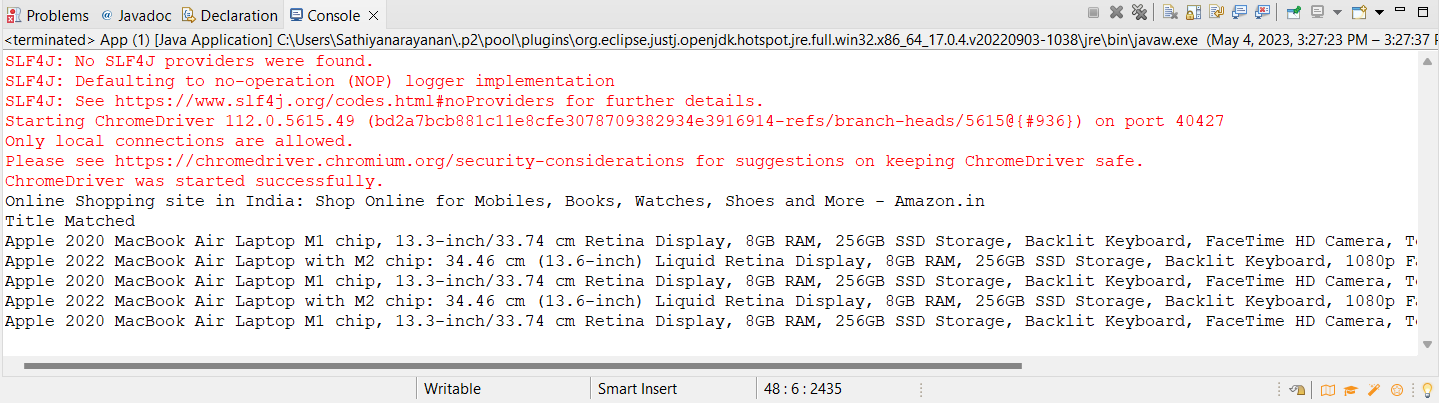 Problems @ Javadoc Declaration Console
<terminated> App (1) [Java Application] C:\Users\Sathiyanarayanan\.p2\pool\plugins\org.eclipse.justj.openjdk.hotspot.jre.full.win32.x86_64_17.0.4.v20220903-1038\jre\bin\javaw.exe (May 4, 2023, 3:27:23 PM – 3:27:37 P
SLF4J: No SLF4J providers were found.
SLF4J: Defaulting to no-operation (NOP) logger implementation
SLF4J: See https://www.slf4j.org/codes.html#noProviders for further details.
Starting ChromeDriver 112.0.5615.49 (bd2a7bcb881c11e8cfe3078709382934e3916914-refs/branch-heads/5615@{#936}) on port 40427
Only local connections are allowed.
Please see https://chromedriver.chromium.org/security-considerations for suggestions on keeping ChromeDriver safe.
ChromeDriver was started successfully.
Online Shopping site in India: Shop Online for Mobiles, Books, Watches, Shoes and More - Amazon.in
Title Matched
Apple 2020 MacBook Air Laptop M1 chip, 13.3-inch/33.74 cm Retina Display, 8GB RAM, 256GB SSD Storage, Backlit Keyboard, FaceTime HD Camera, T
Apple 2022 MacBook Air Laptop with M2 chip: 34.46 cm (13.6-inch) Liquid Retina Display, 8GB RAM, 256GB SSD Storage, Backlit Keyboard, 1080p F
Apple 2020 MacBook Air Laptop M1 chip, 13.3-inch/33.74 cm Retina Display, 8GB RAM, 256GB SSD Storage, Backlit Keyboard, FaceTime HD Camera, T
Apple 2022 MacBook Air Laptop with M2 chip: 34.46 cm (13.6-inch) Liquid Retina Display, 8GB RAM, 256GB SSD Storage, Backlit Keyboard, 1080p F
Apple 2020 MacBook Air Laptop M1 chip, 13.3-inch/33.74 cm Retina Display, 8GB RAM, 256GB SSD Storage, Backlit Keyboard, FaceTime HD Camera, T
Writable Smart Insert 48 : 6 : 2435